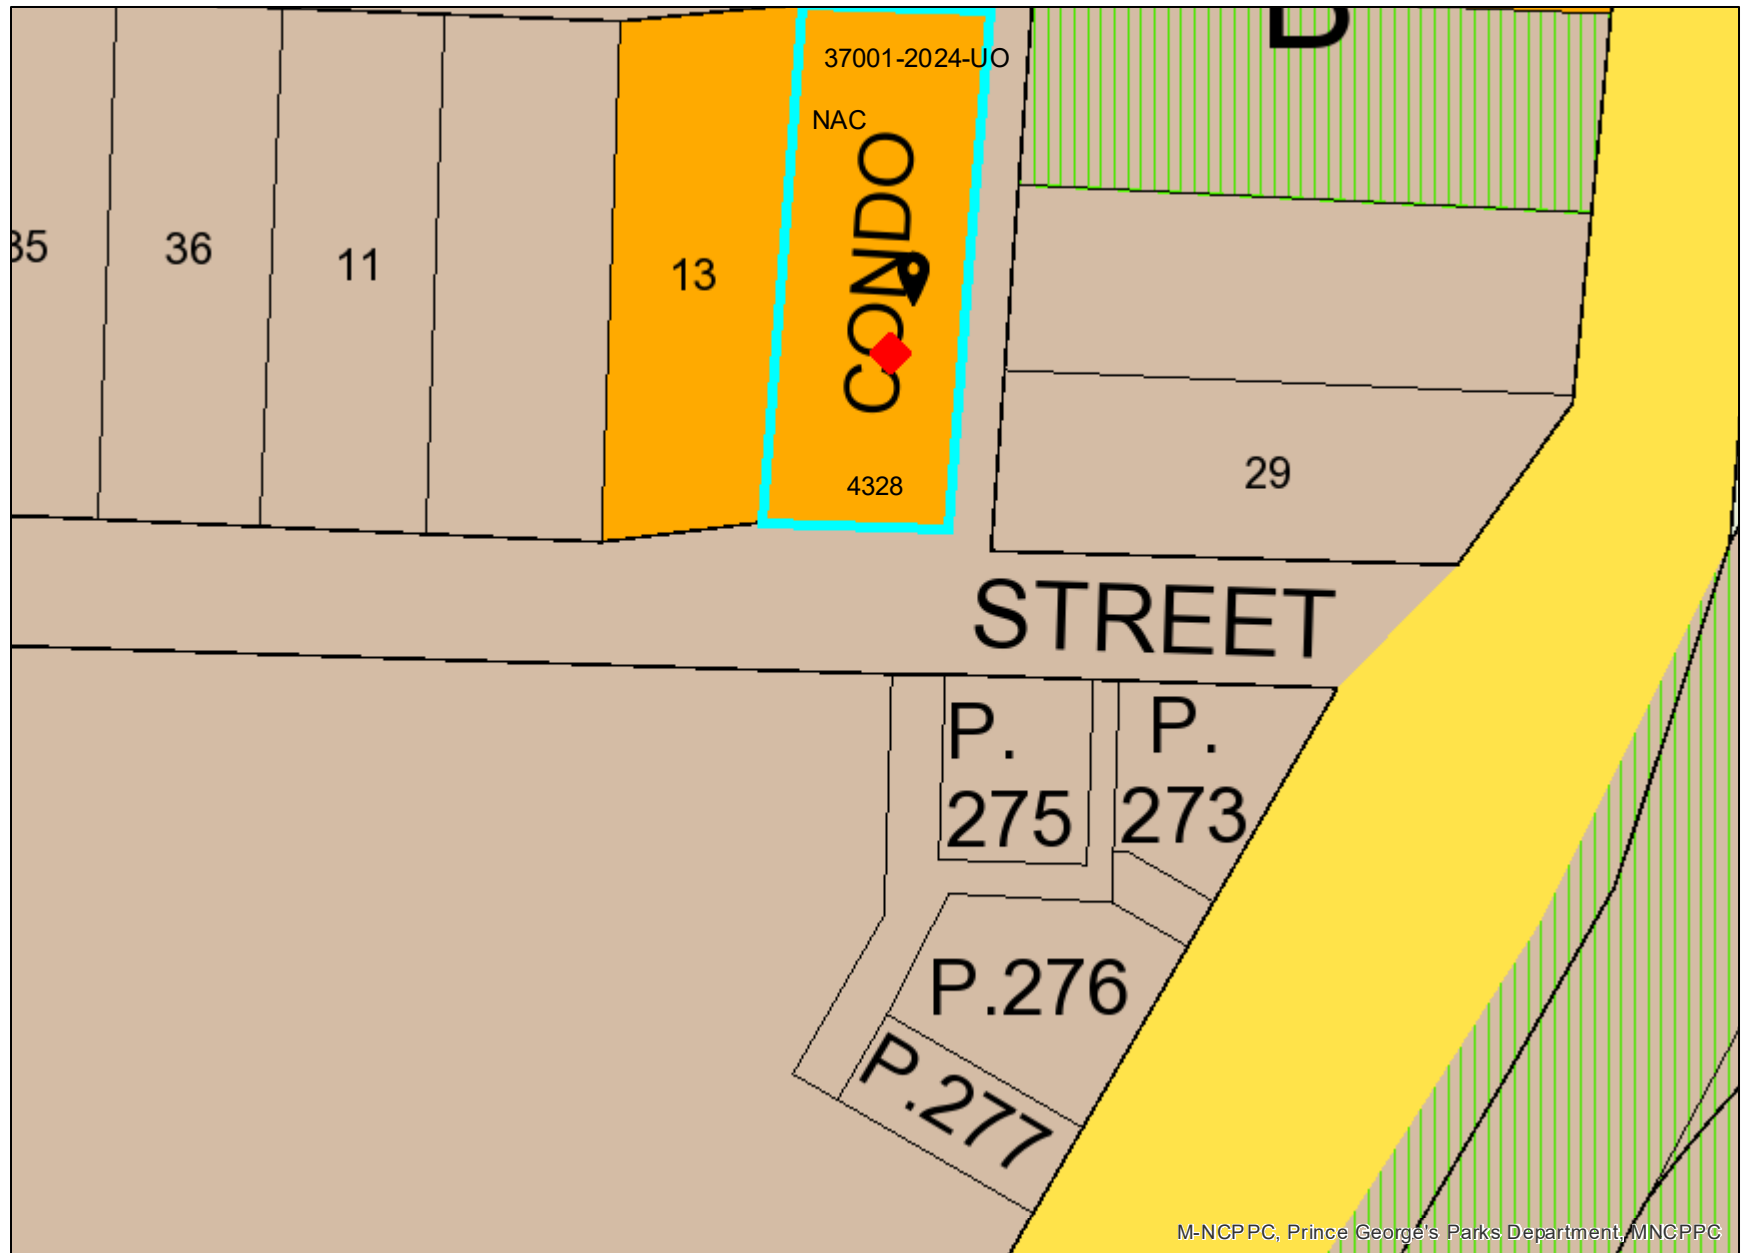 37001-2024-UO
NAC
CONDO
36
11
13
4328
29
STREET
P.
275
P.
273
P.276
P.277
M-NCPPC, Prince George's Parks Department, MNCPPC